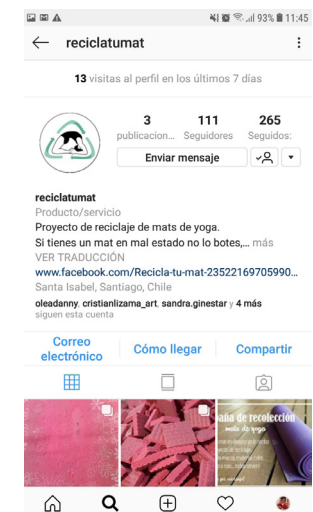 93% 11:45
reciclatumat
13 visitas al perfil en los últimos 7 días
3 111 265
publicacion... Seguidores Seguidos:
Enviar mensaje
reciclatumat
Producto/servicio
Proyecto de reciclaje de mats de yoga.
Si tienes un mat en mal estado no lo botes,... más
VER TRADUCCIÓN
www.facebook.com/Recicla-tu-mat-23522169705990...
Santa Isabel, Santiago, Chile
oleadanny, cristianlizama_art, sandra.ginestar y 4 más
siguen esta cuenta
Correo
electrónico
Cómo llegar
Compartir
aña de recolección
mats de yoga